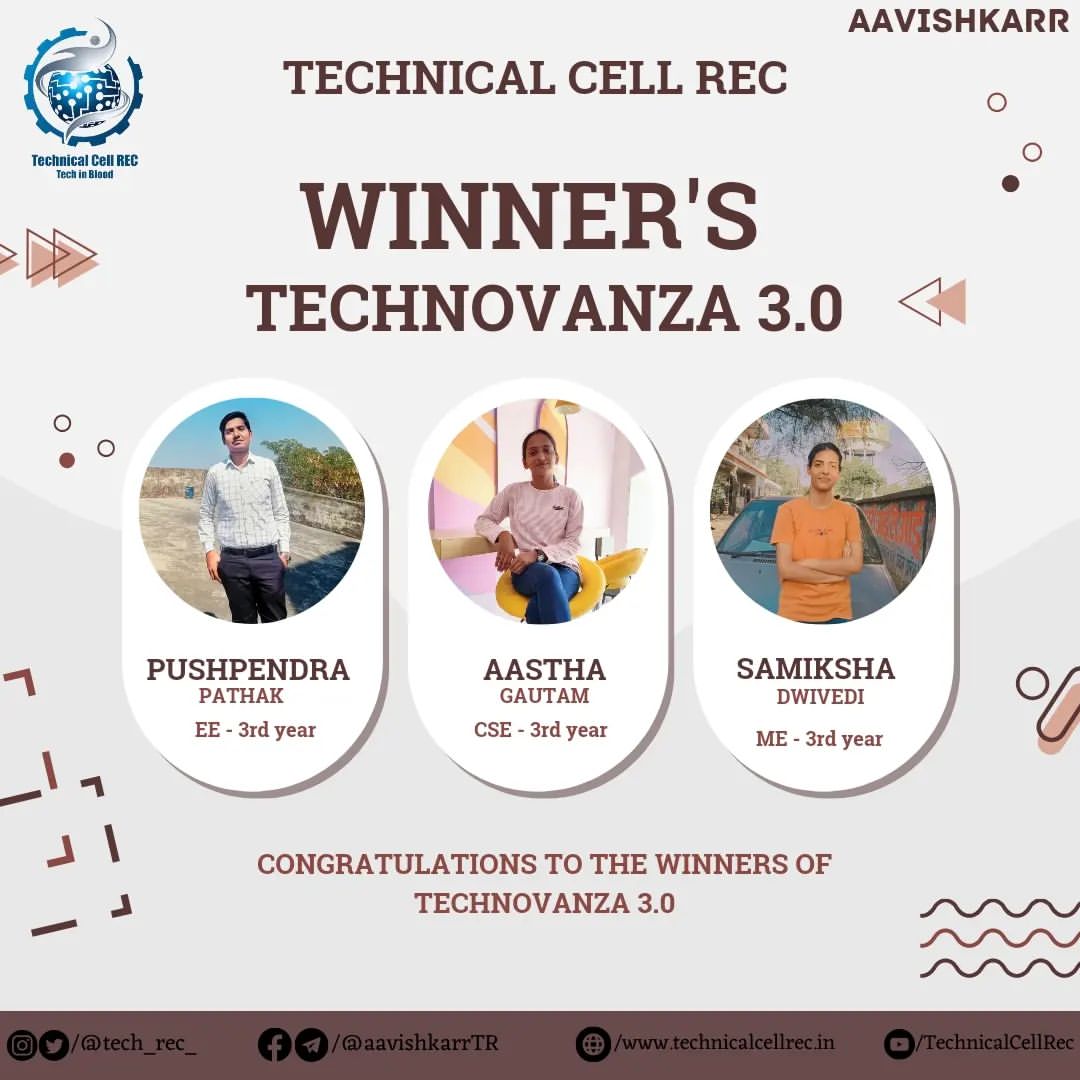 AAVISHKARR
Technical Cell REC
Tech in Blood
TECHNICAL CELL REC
WINNER'S
TECHNOVANZA 3.0
PUSHPENDRA
PATHAK
EE - 3rd year
AASTHA
GAUTAM
CSE - 3rd year
SAMIKSHA
DWIVEDI
ME - 3rd year
CONGRATULATIONS TO THE WINNERS OF
TECHNOVANZA 3.0
/@tech_rec_
/@aavishkarrTR
/www.technicalcellrec.in
/TechnicalCellRec